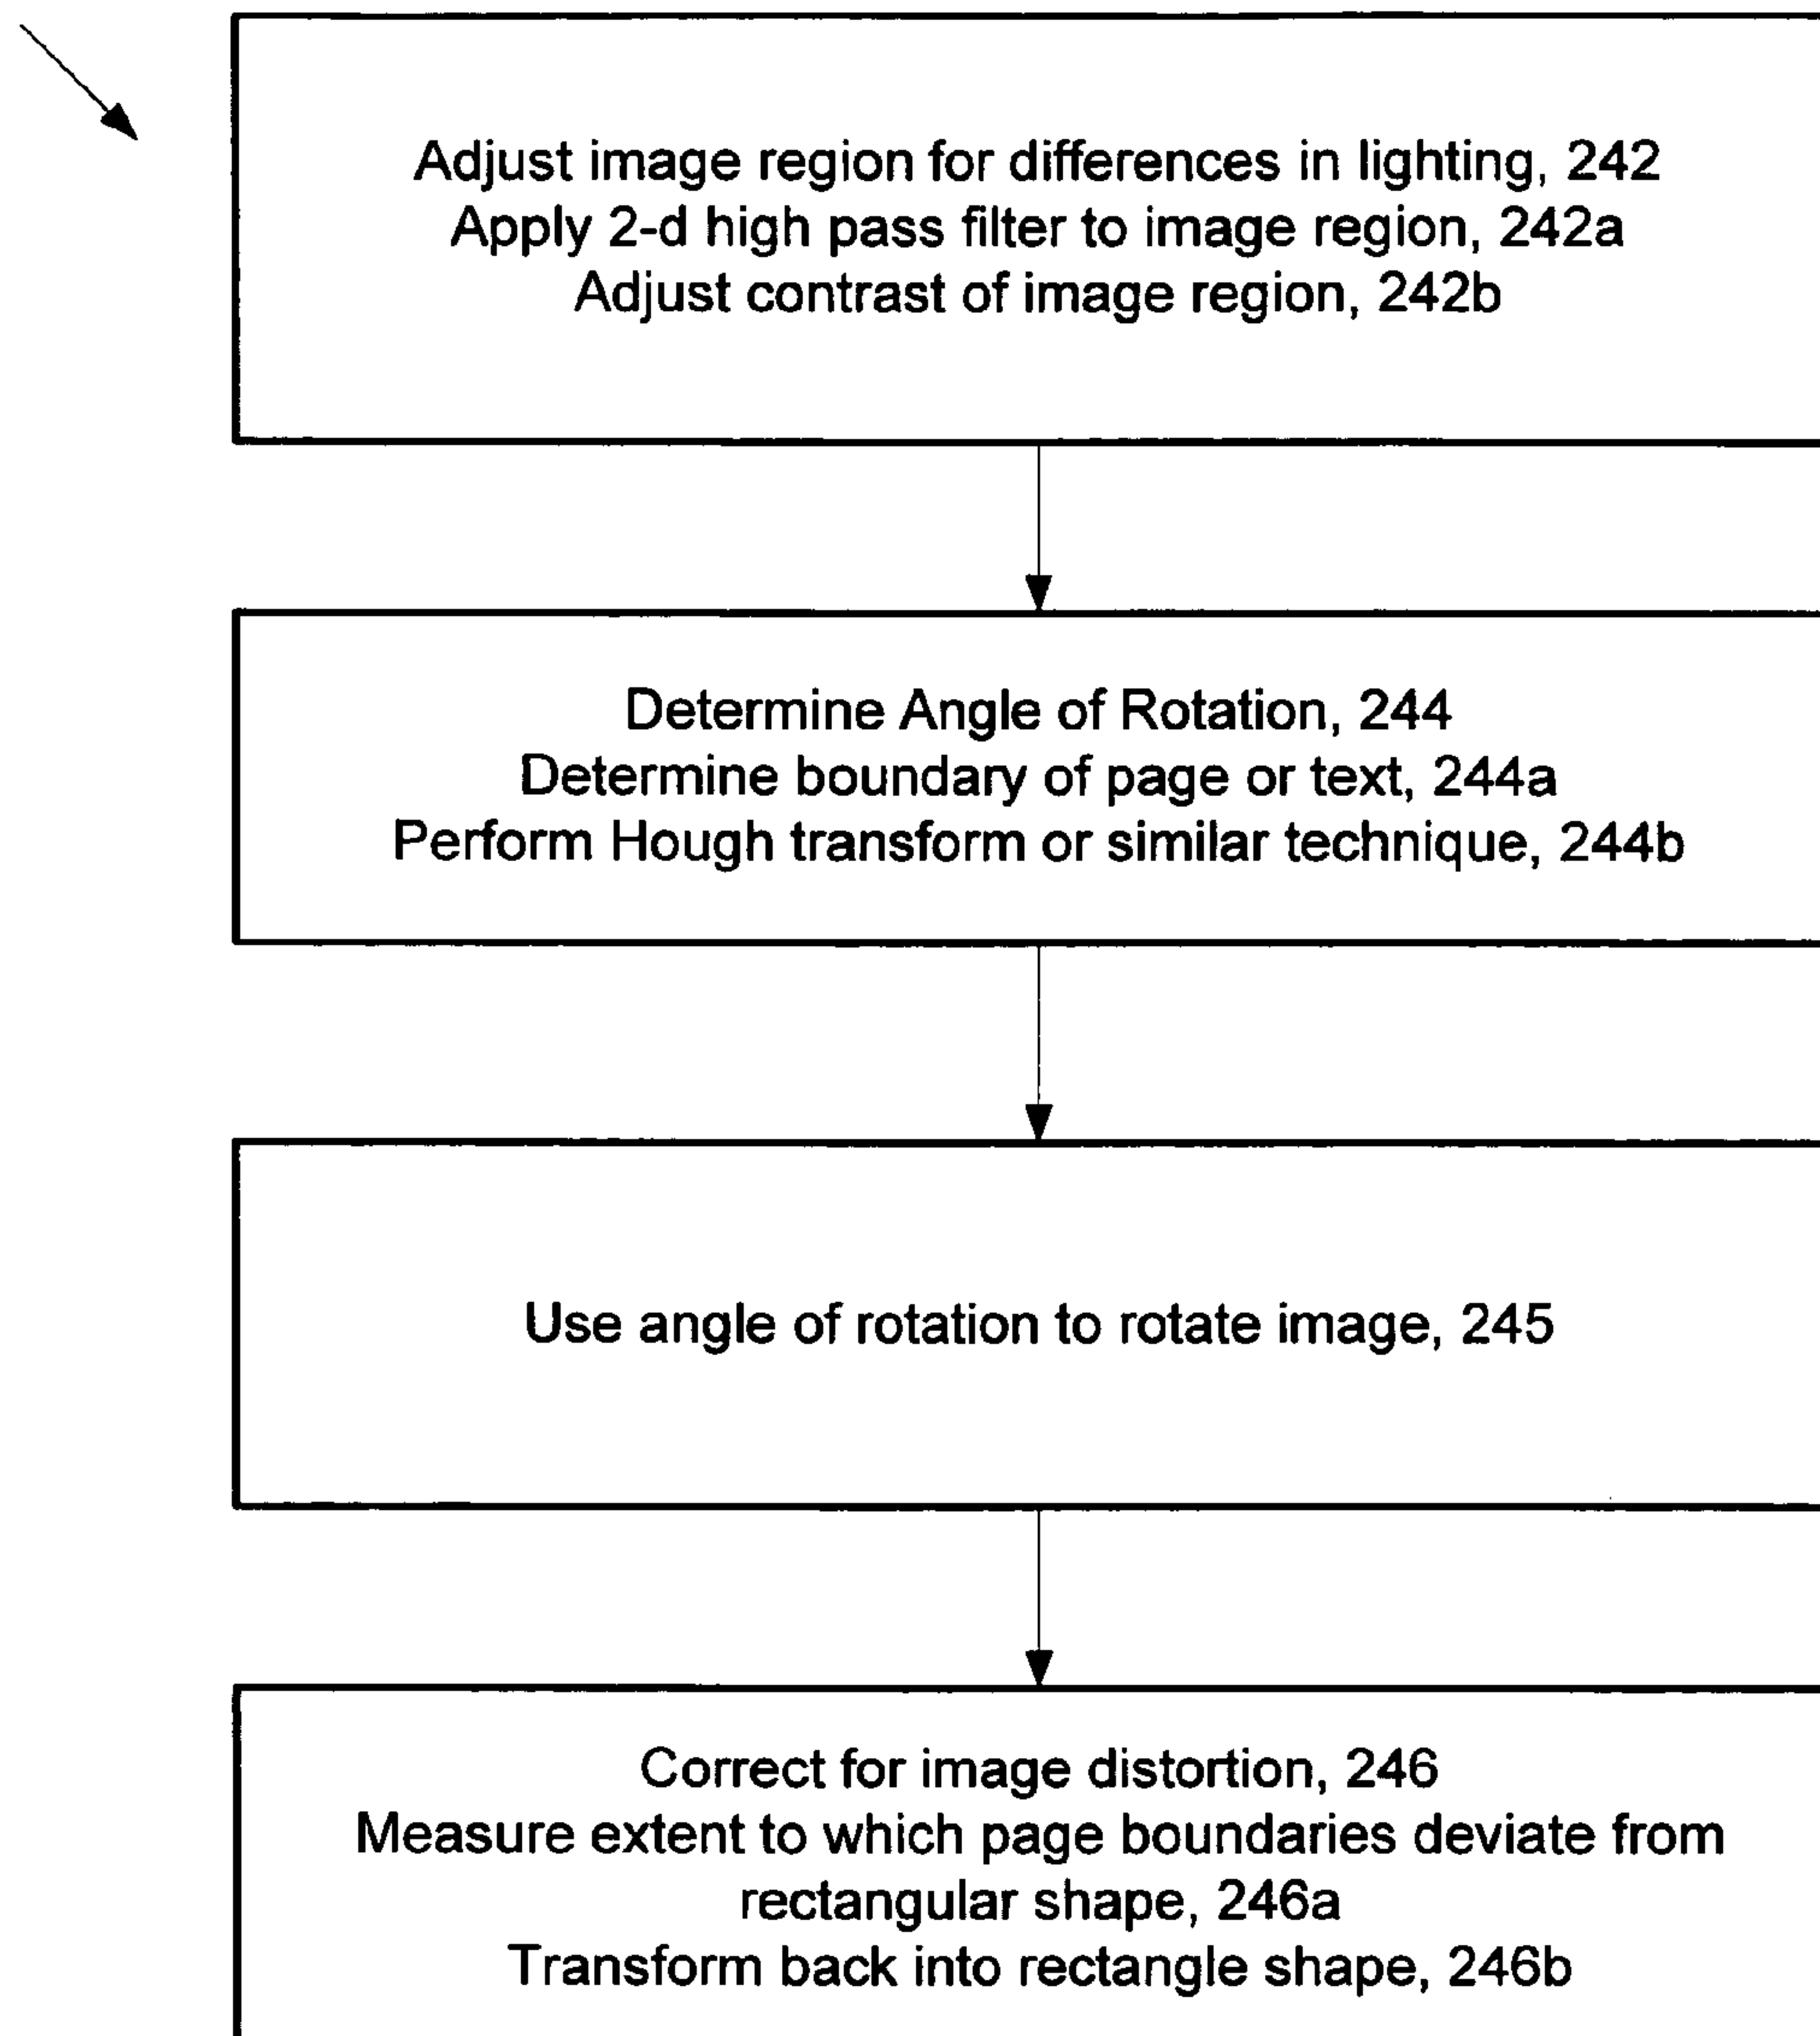 Adjust image region for differences in lighting, 242
Apply 2-d high pass filter to image region, 242a
Adjust contrast of image region, 242b
Determine Angle of Rotation, 244
Determine boundary of page or text, 244a
Perform Hough transform or similar technique, 244b
Use angle of rotation to rotate image, 245
Correct for image distortion, 246
Measure extent to which page boundaries deviate from
rectangular shape, 246a
Transform back into rectangle shape, 246b